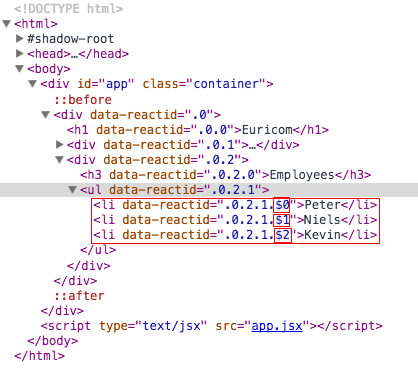 <!DOCTYPE html>
▼<html>
▶#shadow-root
▶<head>…</head>
▼<body>
▼<div id="app" class="container">
::before
▼<div data-reactid=".0">
<h1 data-reactid=".0.0">Euricom</h1>
▶<div data-reactid=".0.1">…</div>
▼<div data-reactid=".0.2">
<h3 data-reactid=".0.2.0">Employees</h3>
▼<ul data-reactid=".0.2.1">
<li data-reactid=".0.2.1.$0">Peter</li>
<li data-reactid=".0.2.1.$1">Niels</li>
<li data-reactid=".0.2.1.$2">Kevin</li>
</ul>
</div>
</div>
::after
</div>
<script type="text/jsx" src="app.jsx"></script>
</body>
</html>